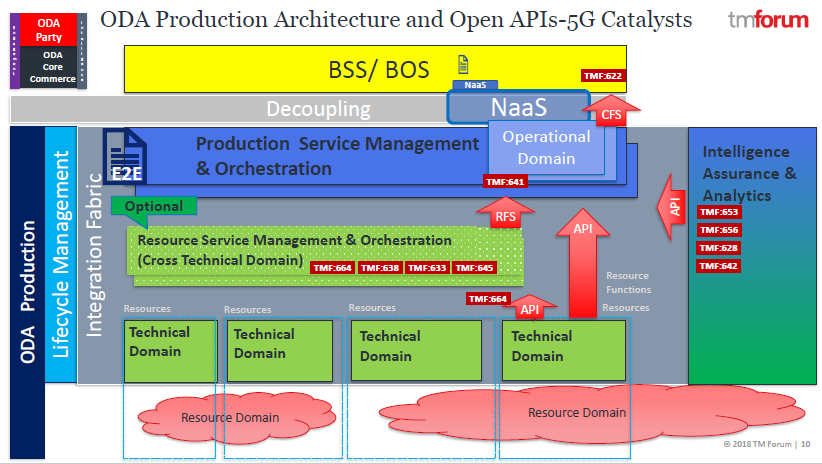 ODA Production Architecture and Open APIs-5G Catalysts
tmforum
ODA
Party
ODA
Core
Commerce
BSS/ BOS
NaaS
TMF:622
Decoupling
NaaS
CFS
Production Service Management
& Orchestration
E2E
Operational
Domain
TMF:641
Intelligence
Assurance &
Analytics
TMF:653
TMF:656
TMF:628
TMF:642
API
Optional
RFS
API
Resource Service Management & Orchestration
(Cross Technical Domain)
TMF:664
TMF:638
TMF:633
TMF:645
Resource
Functions
TMF:664
API
Resources
Resources
Resources
Resources
Technical
Domain
Technical
Domain
Technical
Domain
Technical
Domain
ODA Production
Lifecycle Management
Integration Fabric
Resource Domain
Resource Domain
© 2018 TM Forum | 10